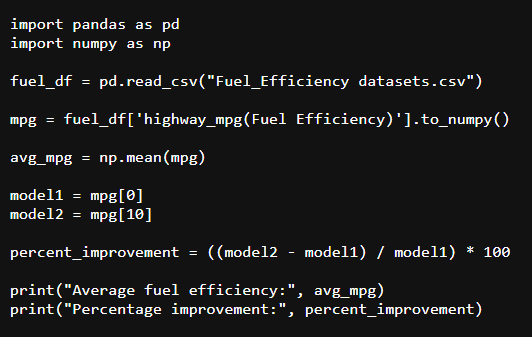 import pandas as pd
import numpy as np
fuel_df = pd.read_csv("Fuel_Efficiency datasets.csv")
mpg = fuel_df['highway_mpg(Fuel Efficiency)'].to_numpy()
avg_mpg = np.mean(mpg)
model1 = mpg[0]
model2 = mpg[10]
percent_improvement = ((model2 - model1) / model1) * 100
print("Average fuel efficiency:", avg_mpg)
print("Percentage improvement:", percent_improvement)